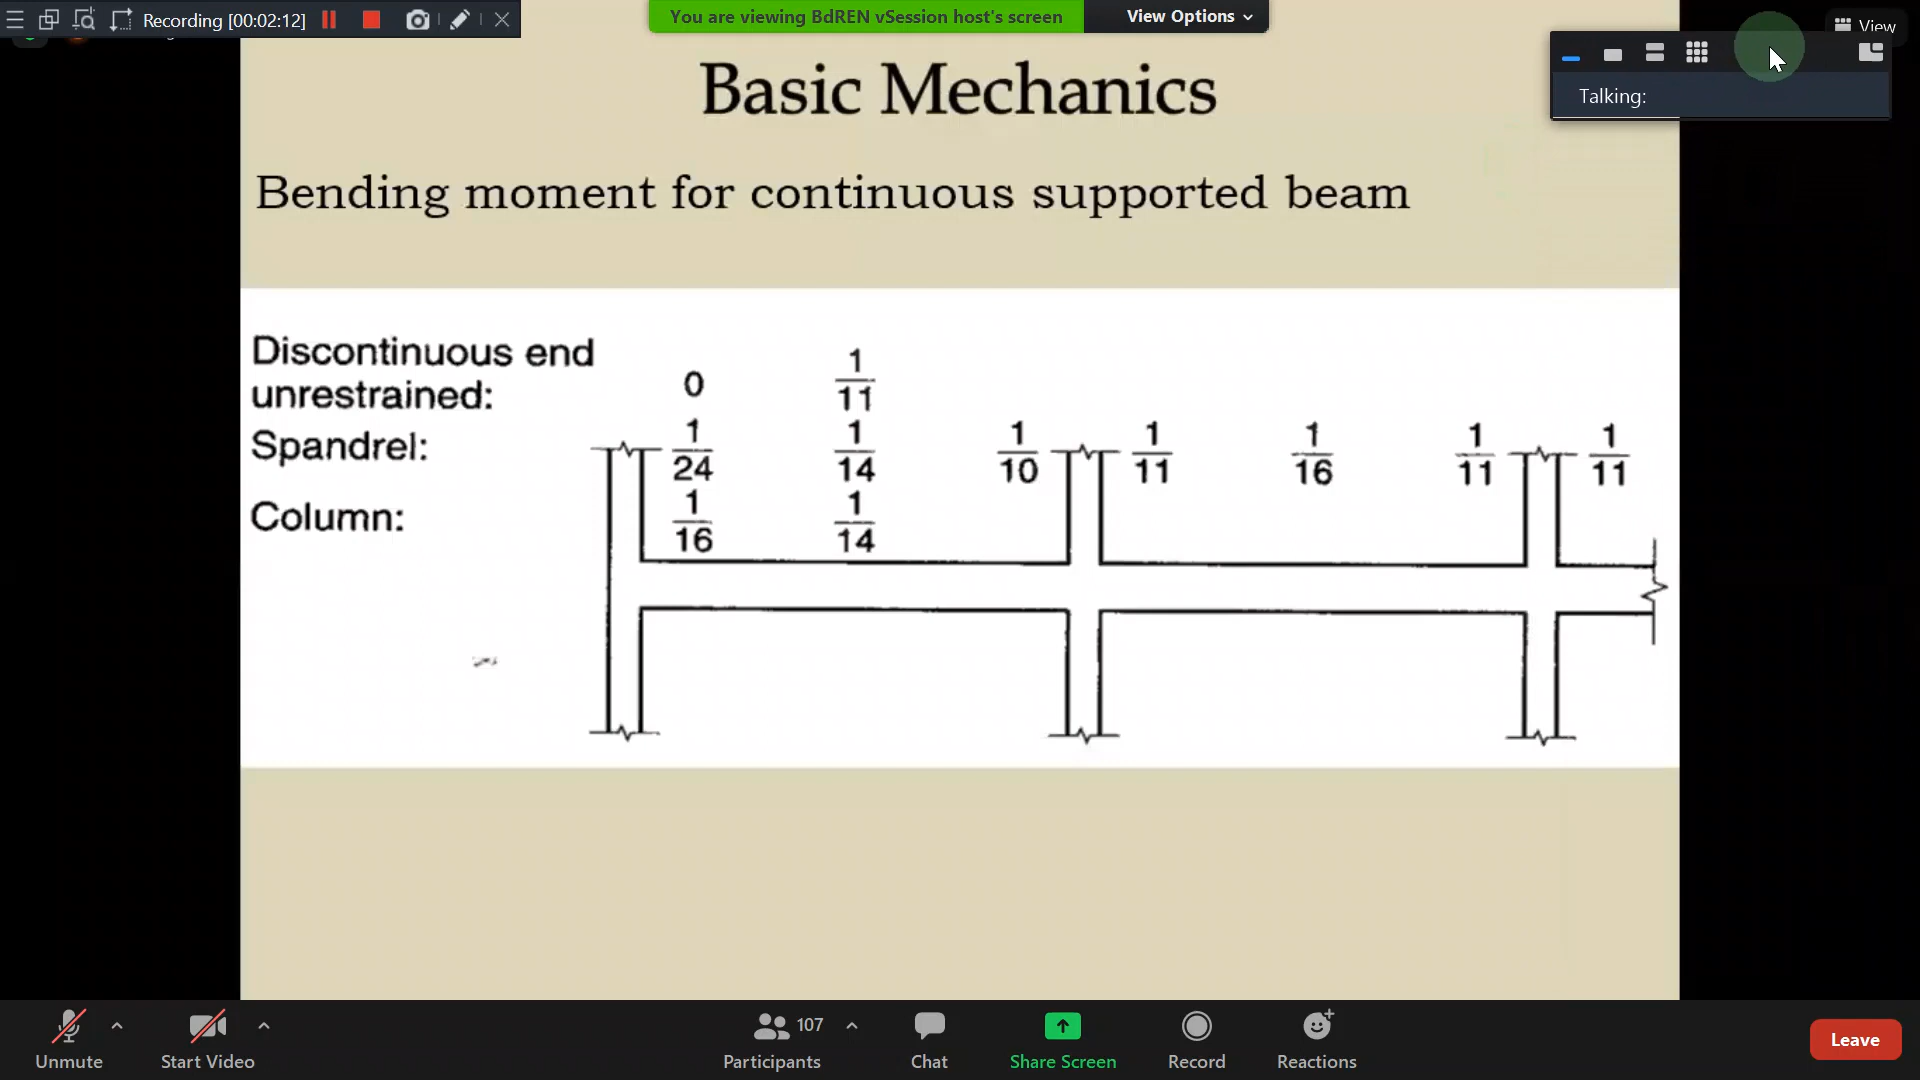 Recording [00:02:12]
You are viewing BdREN vSession host's screen
View Options
View
Talking:
Basic Mechanics
Bending moment for continuous supported beam
Discontinuous end
unrestrained: 0 1/11
Spandrel: 1/24 1/14 1/10 1/11 1/16 1/11 1/11
Column: 1/16 1/14
Unmute
Start Video
107
Participants
Chat
Share Screen
Record
Reactions
Leave